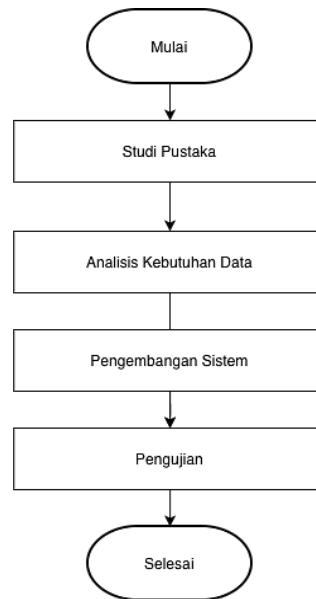 Mulai
Studi Pustaka
Analisis Kebutuhan Data
Pengembangan Sistem
Pengujian
Selesai